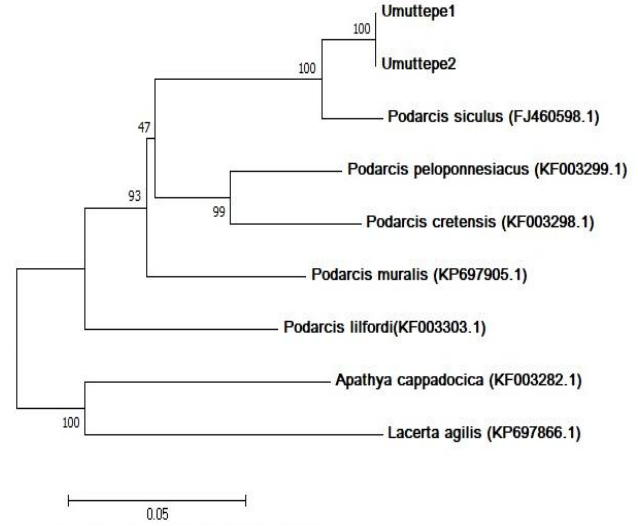 Umuttepe1
100
Umuttepe2
100
Podarcis siculus (FJ460598.1)
47
Podarcis peloponnesiacus (KF003299.1)
93
99
Podarcis cretensis (KF003298.1)
Podarcis muralis (KP697905.1)
Podarcis lilfordi(KF003303.1)
Apathya cappadocica (KF003282.1)
100
Lacerta agilis (KP697866.1)
0.05